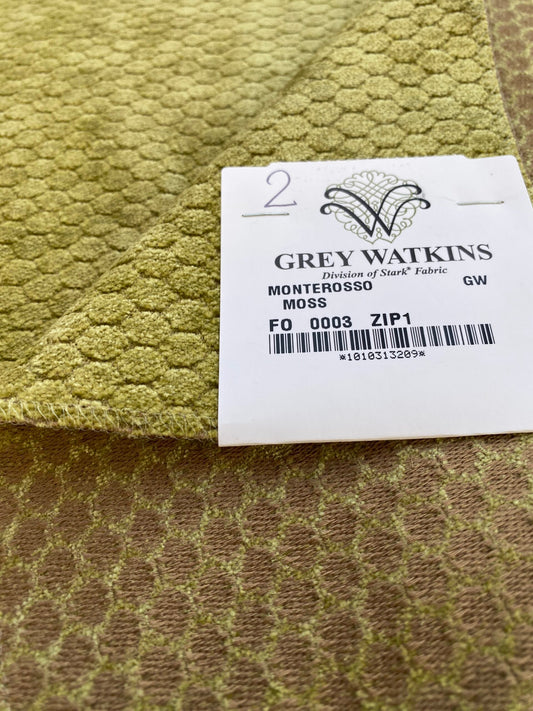 2
W
GREY WATKINS
Division of Stark® Fabric
MONTEROSSO GW
MOSS
FO 0003 ZIP1
*1010313209*